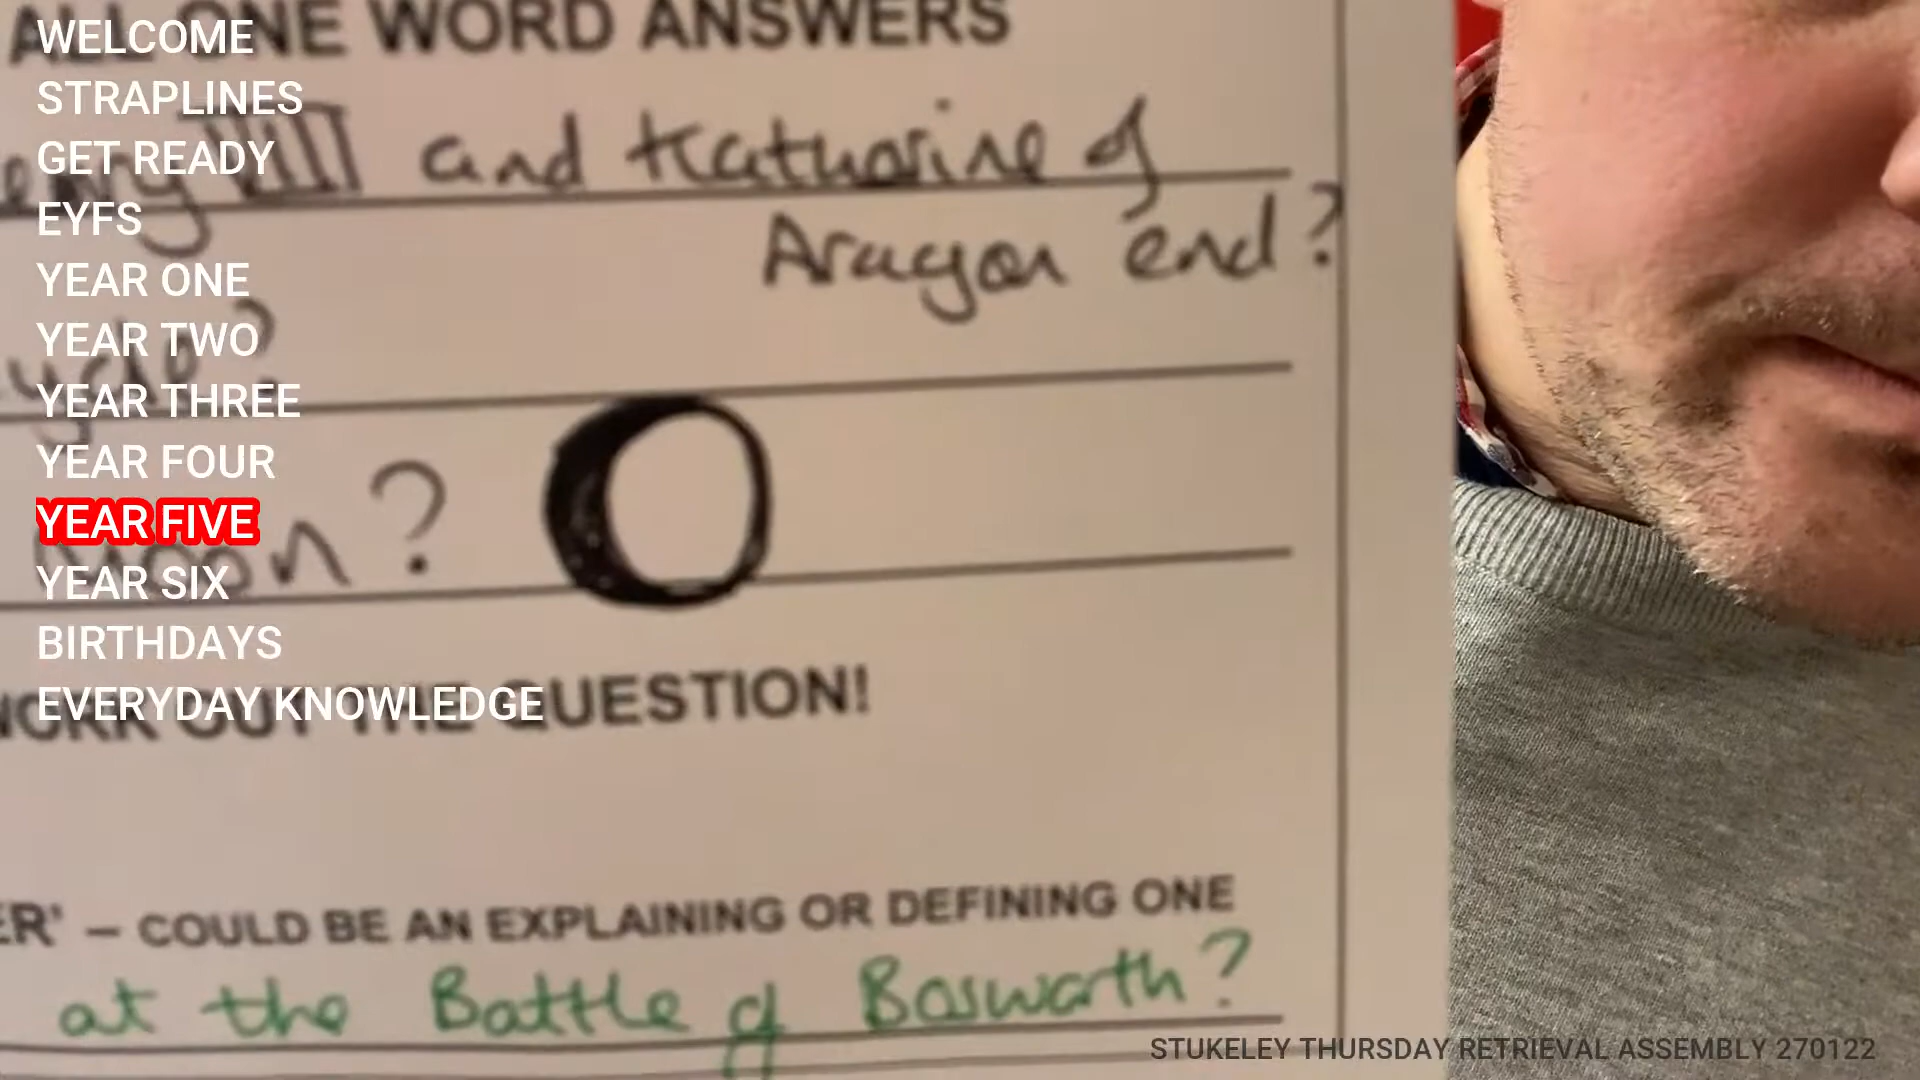 WELCOME
STRAPLINES
GET READY
EYFS
YEAR ONE
YEAR TWO
YEAR THREE
YEAR FOUR
YEAR FIVE
YEAR SIX
BIRTHDAYS
EVERYDAY KNOWLEDGE
ALL ONE WORD ANSWERS
VIII and Katharine of
Aragon end?
?
QUESTION!
– COULD BE AN EXPLAINING OR DEFINING ONE
at the Battle of Bosworth?
STUKELEY THURSDAY RETRIEVAL ASSEMBLY 270122